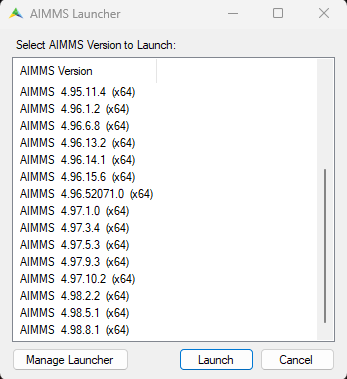 AIMMS Launcher
Select AIMMS Version to Launch:
AIMMS Version
AIMMS 4.95.11.4 (x64)
AIMMS 4.96.1.2 (x64)
AIMMS 4.96.6.8 (x64)
AIMMS 4.96.13.2 (x64)
AIMMS 4.96.14.1 (x64)
AIMMS 4.96.15.6 (x64)
AIMMS 4.96.52071.0 (x64)
AIMMS 4.97.1.0 (x64)
AIMMS 4.97.3.4 (x64)
AIMMS 4.97.5.3 (x64)
AIMMS 4.97.9.3 (x64)
AIMMS 4.97.10.2 (x64)
AIMMS 4.98.2.2 (x64)
AIMMS 4.98.5.1 (x64)
AIMMS 4.98.8.1 (x64)
Manage Launcher Launch Cancel